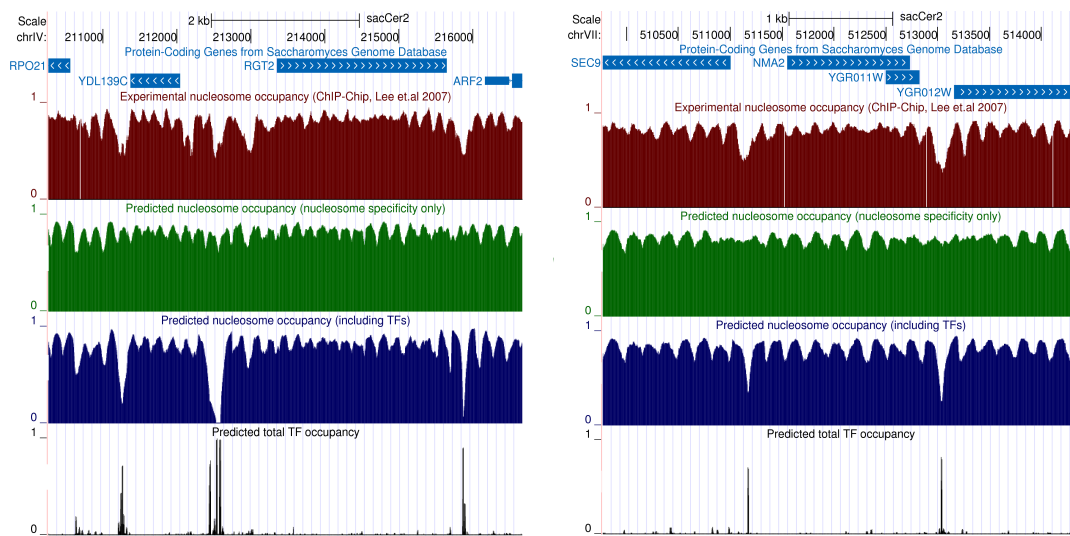 Scale 2 kb sacCer2
chrIV: 211000 212000 213000 214000 215000 216000
Protein-Coding Genes from Saccharomyces Genome Database
RPO21 RGT2
YDL139C ARF2
Experimental nucleosome occupancy (ChIP-Chip, Lee et.al 2007)
1
0
Predicted nucleosome occupancy (nucleosome specificity only)
1
0
Predicted nucleosome occupancy (including TFs)
1
0
Predicted total TF occupancy
1
0
Scale 1 kb sacCer2
chrVII: 510500 511000 511500 512000 512500 513000 513500 514000
Protein-Coding Genes from Saccharomyces Genome Database
SEC9 NMA2
YGR011W
YGR012W
Experimental nucleosome occupancy (ChIP-Chip, Lee et.al 2007)
1
0
Predicted nucleosome occupancy (nucleosome specificity only)
1
0
Predicted nucleosome occupancy (including TFs)
1
0
Predicted total TF occupancy
1
0